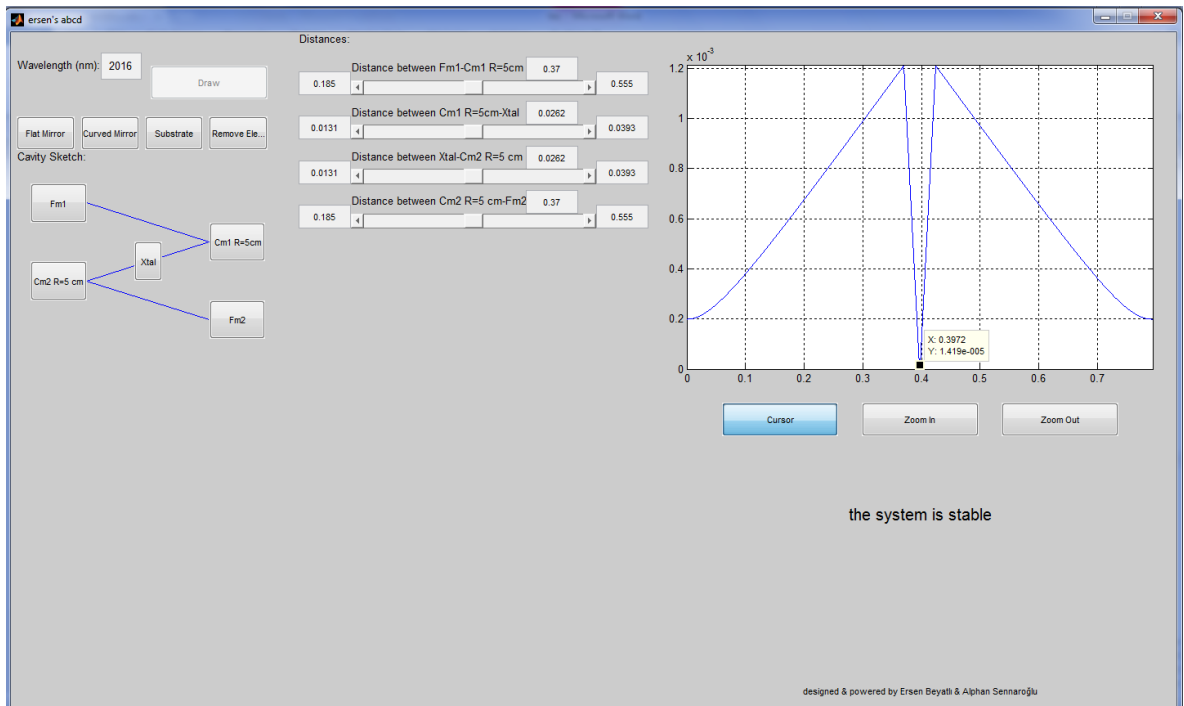 ersen's abcd
Wavelength (nm): 2016
Draw
Flat Mirror Curved Mirror Substrate Remove Ele...
Cavity Sketch:
Fm1
Cm1 R=5cm
Xtal
Cm2 R=5 cm
Fm2
Distances:
Distance between Fm1-Cm1 R=5cm 0.37
0.185 0.555
Distance between Cm1 R=5cm-Xtal 0.0262
0.0131 0.0393
Distance between Xtal-Cm2 R=5 cm 0.0262
0.0131 0.0393
Distance between Cm2 R=5 cm-Fm2 0.37
0.185 0.555
x 10⁻³
1.2
1
0.8
0.6
0.4
0.2
0
X: 0.3972
Y: 1.419e-005
0 0.1 0.2 0.3 0.4 0.5 0.6 0.7
Cursor Zoom In Zoom Out
the system is stable
designed & powered by Ersen Beyatlı & Alphan Sennaroğlu